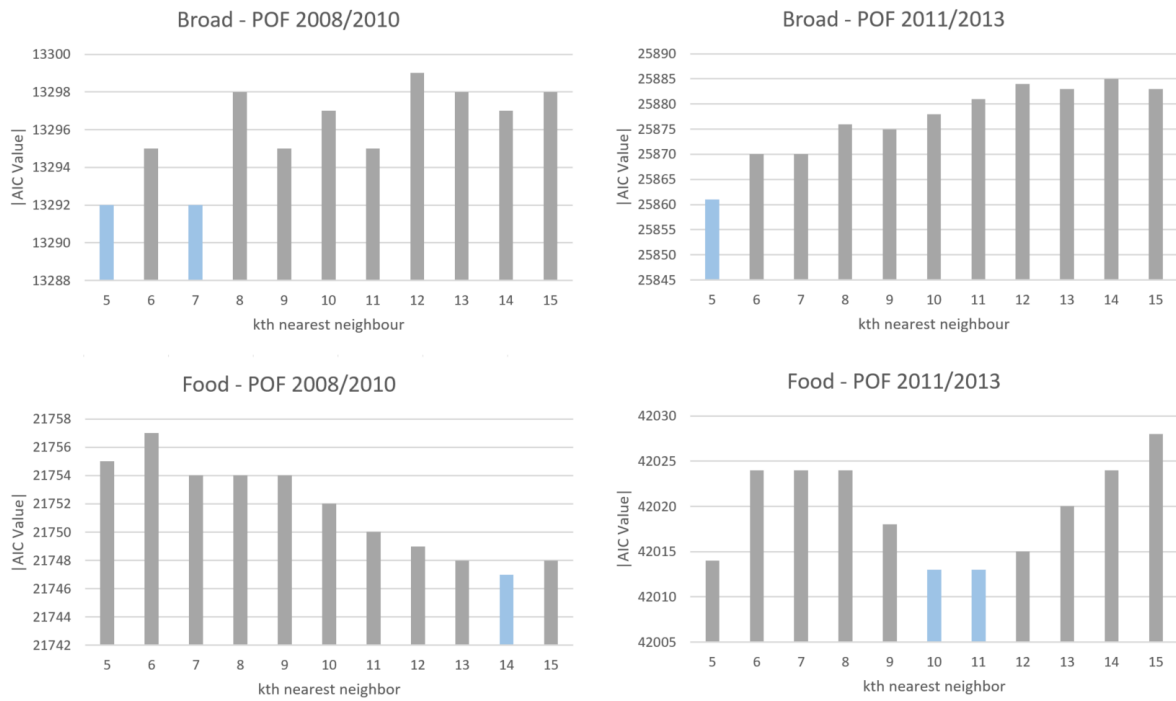 Broad - POF 2008/2010
|AIC Value|
13300
13298
13296
13294
13292
13290
13288
5 6 7 8 9 10 11 12 13 14 15
kth nearest neighbour
Broad - POF 2011/2013
|AIC Value|
25890
25885
25880
25875
25870
25865
25860
25855
25850
25845
5 6 7 8 9 10 11 12 13 14 15
kth nearest neighbour
Food - POF 2008/2010
|AIC Value|
21758
21756
21754
21752
21750
21748
21746
21744
21742
5 6 7 8 9 10 11 12 13 14 15
kth nearest neighbor
Food - POF 2011/2013
|AIC Value|
42030
42025
42020
42015
42010
42005
5 6 7 8 9 10 11 12 13 14 15
kth nearest neighbor